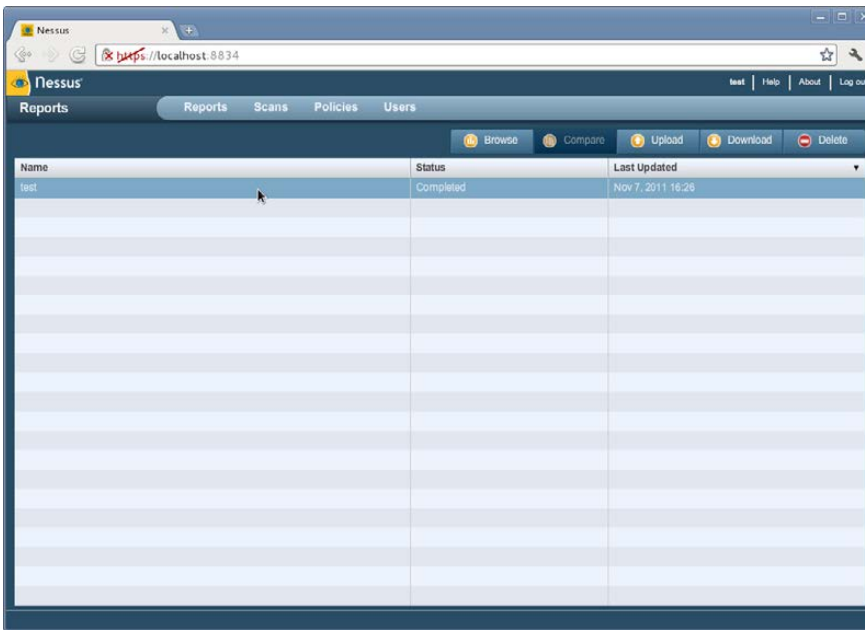 Nessus
https://localhost:8834
Nessus
test Help About Log ou
Reports
Reports Scans Policies Users
Browse Compare Upload Download Delete
Name Status Last Updated
test Completed Nov 7, 2011 16:26